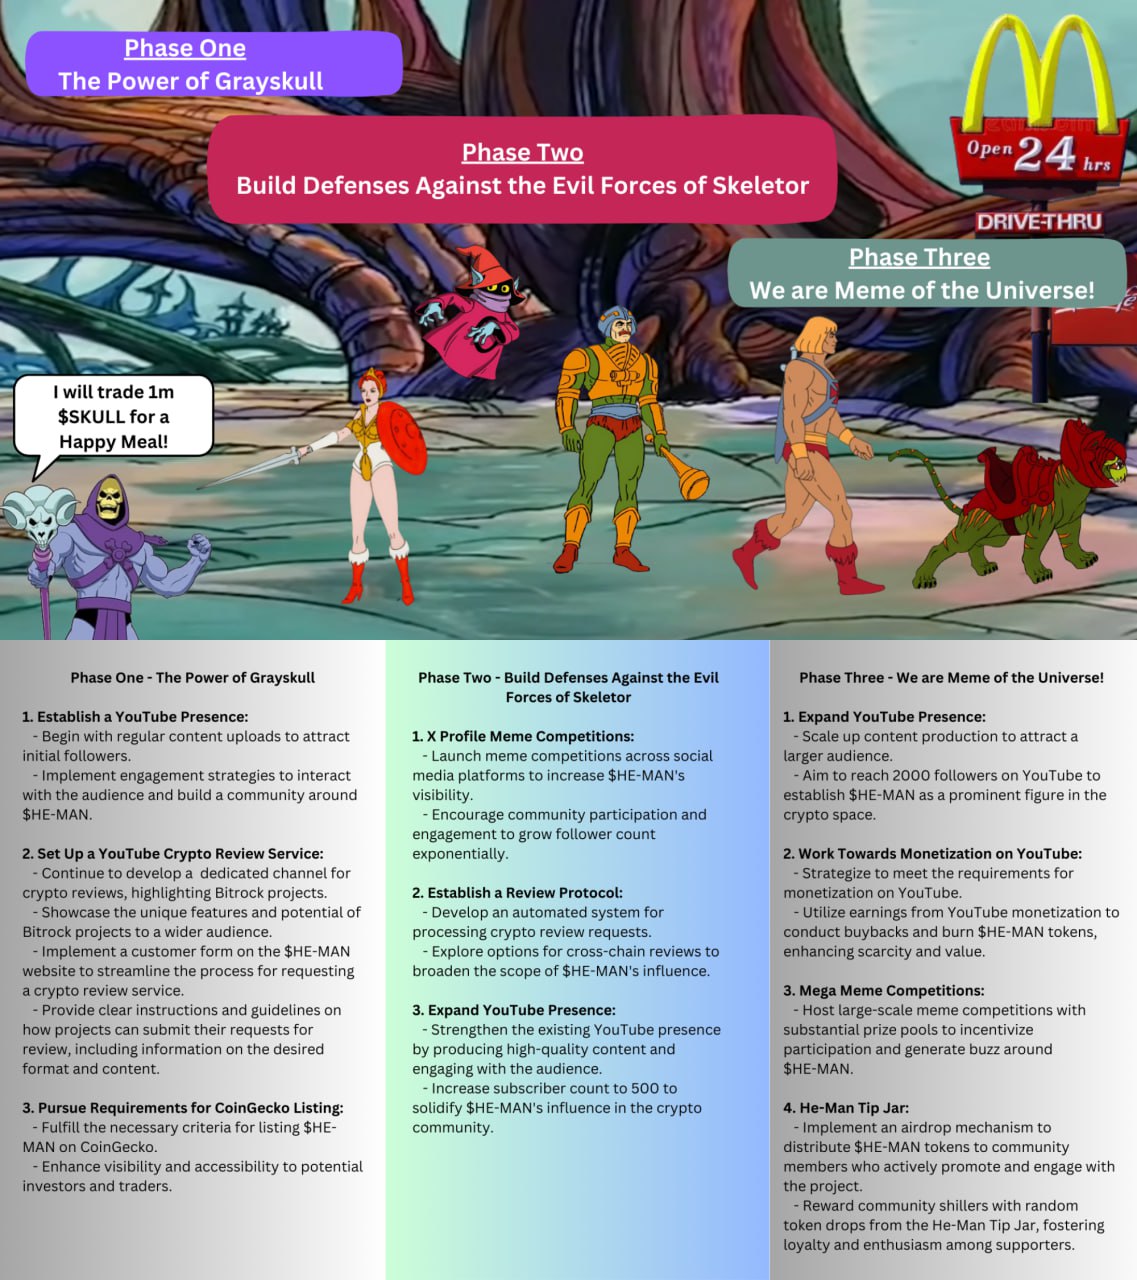 Phase One
The Power of Grayskull
Phase Two
Build Defenses Against the Evil Forces of Skeletor
Open 24 hrs
DRIVE-THRU
Phase Three
We are Meme of the Universe!
I will trade 1m
$SKULL for a
Happy Meal!
Phase One - The Power of Grayskull
1. Establish a YouTube Presence:
- Begin with regular content uploads to attract
initial followers.
- Implement engagement strategies to interact
with the audience and build a community around
$HE-MAN.
2. Set Up a YouTube Crypto Review Service:
- Continue to develop a  dedicated channel for
crypto reviews, highlighting Bitrock projects.
- Showcase the unique features and potential of
Bitrock projects to a wider audience.
- Implement a customer form on the $HE-MAN
website to streamline the process for requesting
a crypto review service.
- Provide clear instructions and guidelines on
how projects can submit their requests for
review, including information on the desired
format and content.
3. Pursue Requirements for CoinGecko Listing:
- Fulfill the necessary criteria for listing $HE-
MAN on CoinGecko.
- Enhance visibility and accessibility to potential
investors and traders.
Phase Two - Build Defenses Against the Evil
Forces of Skeletor
1. X Profile Meme Competitions:
- Launch meme competitions across social
media platforms to increase $HE-MAN's
visibility.
- Encourage community participation and
engagement to grow follower count
exponentially.
2. Establish a Review Protocol:
- Develop an automated system for
processing crypto review requests.
- Explore options for cross-chain reviews to
broaden the scope of $HE-MAN's influence.
3. Expand YouTube Presence:
- Strengthen the existing YouTube presence
by producing high-quality content and
engaging with the audience.
- Increase subscriber count to 500 to
solidify $HE-MAN's influence in the crypto
community.
Phase Three - We are Meme of the Universe!
1. Expand YouTube Presence:
- Scale up content production to attract a
larger audience.
- Aim to reach 2000 followers on YouTube to
establish $HE-MAN as a prominent figure in the
crypto space.
2. Work Towards Monetization on YouTube:
- Strategize to meet the requirements for
monetization on YouTube.
- Utilize earnings from YouTube monetization to
conduct buybacks and burn $HE-MAN tokens,
enhancing scarcity and value.
3. Mega Meme Competitions:
- Host large-scale meme competitions with
substantial prize pools to incentivize
participation and generate buzz around
$HE-MAN.
4. He-Man Tip Jar:
- Implement an airdrop mechanism to
distribute $HE-MAN tokens to community
members who actively promote and engage with
the project.
- Reward community shillers with random
token drops from the He-Man Tip Jar, fostering
loyalty and enthusiasm among supporters.